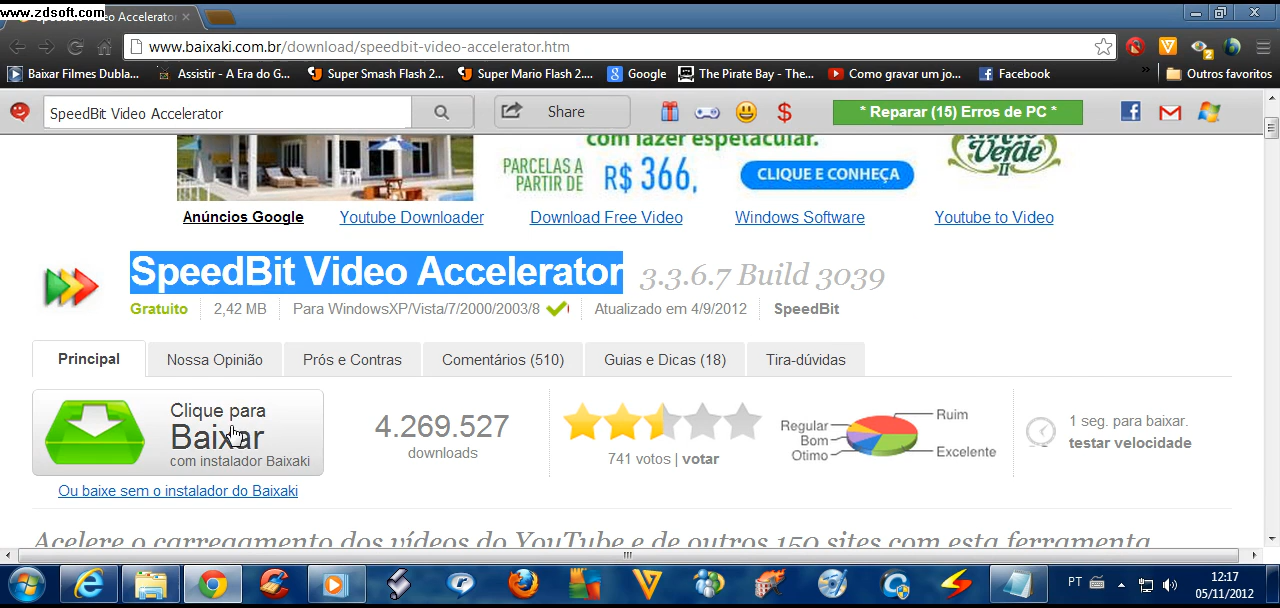 www.zdsoft.com
SpeedBit Video Accelerator
www.baixaki.com.br/download/speedbit-video-accelerator.htm
Baixar Filmes Dubla... Assistir - A Era do G... Super Smash Flash 2... Super Mario Flash 2... Google The Pirate Bay - The... Como gravar um jo... Facebook » Outros favoritos
SpeedBit Video Accelerator Share * Reparar (15) Erros de PC *
com lazer espetacular.
PARCELAS A
PARTIR DE R$ 366, CLIQUE E CONHEÇA
Verde
II
Anúncios Google Youtube Downloader Download Free Video Windows Software Youtube to Video
SpeedBit Video Accelerator 3.3.6.7 Build 3039
Gratuito 2,42 MB Para WindowsXP/Vista/7/2000/2003/8 Atualizado em 4/9/2012 SpeedBit
Principal Nossa Opinião Prós e Contras Comentários (510) Guias e Dicas (18) Tira-dúvidas
Clique para
Baixar
com instalador Baixaki
Ou baixe sem o instalador do Baixaki
4.269.527
downloads
741 votos | votar
Ruim
Regular
Bom
Otimo
Excelente
1 seg. para baixar.
testar velocidade
Acelere o carregamento dos vídeos do YouTube e de outros 150 sites com esta ferramenta
PT 12:17
05/11/2012